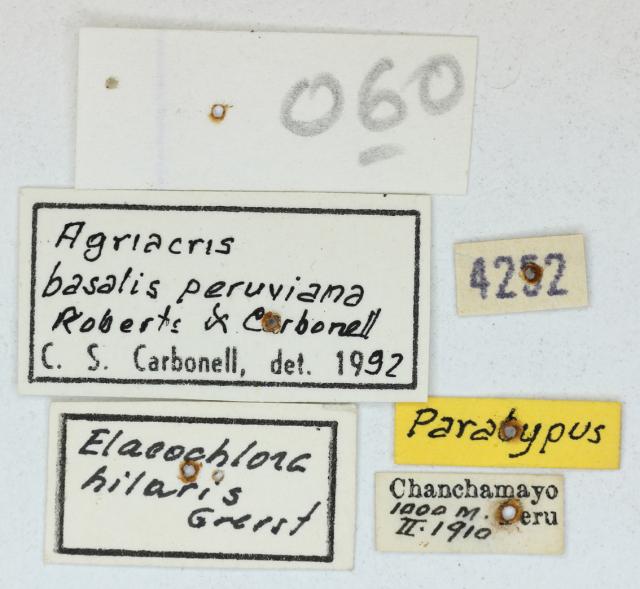 060
Agriacris
basalis peruviana
Roberts & Carbonell
C. S. Carbonell, det. 1992
4252
Elaeochlora
hilaris
Gerst
Paratypus
Chanchamayo
1000 M. Peru
II.1910